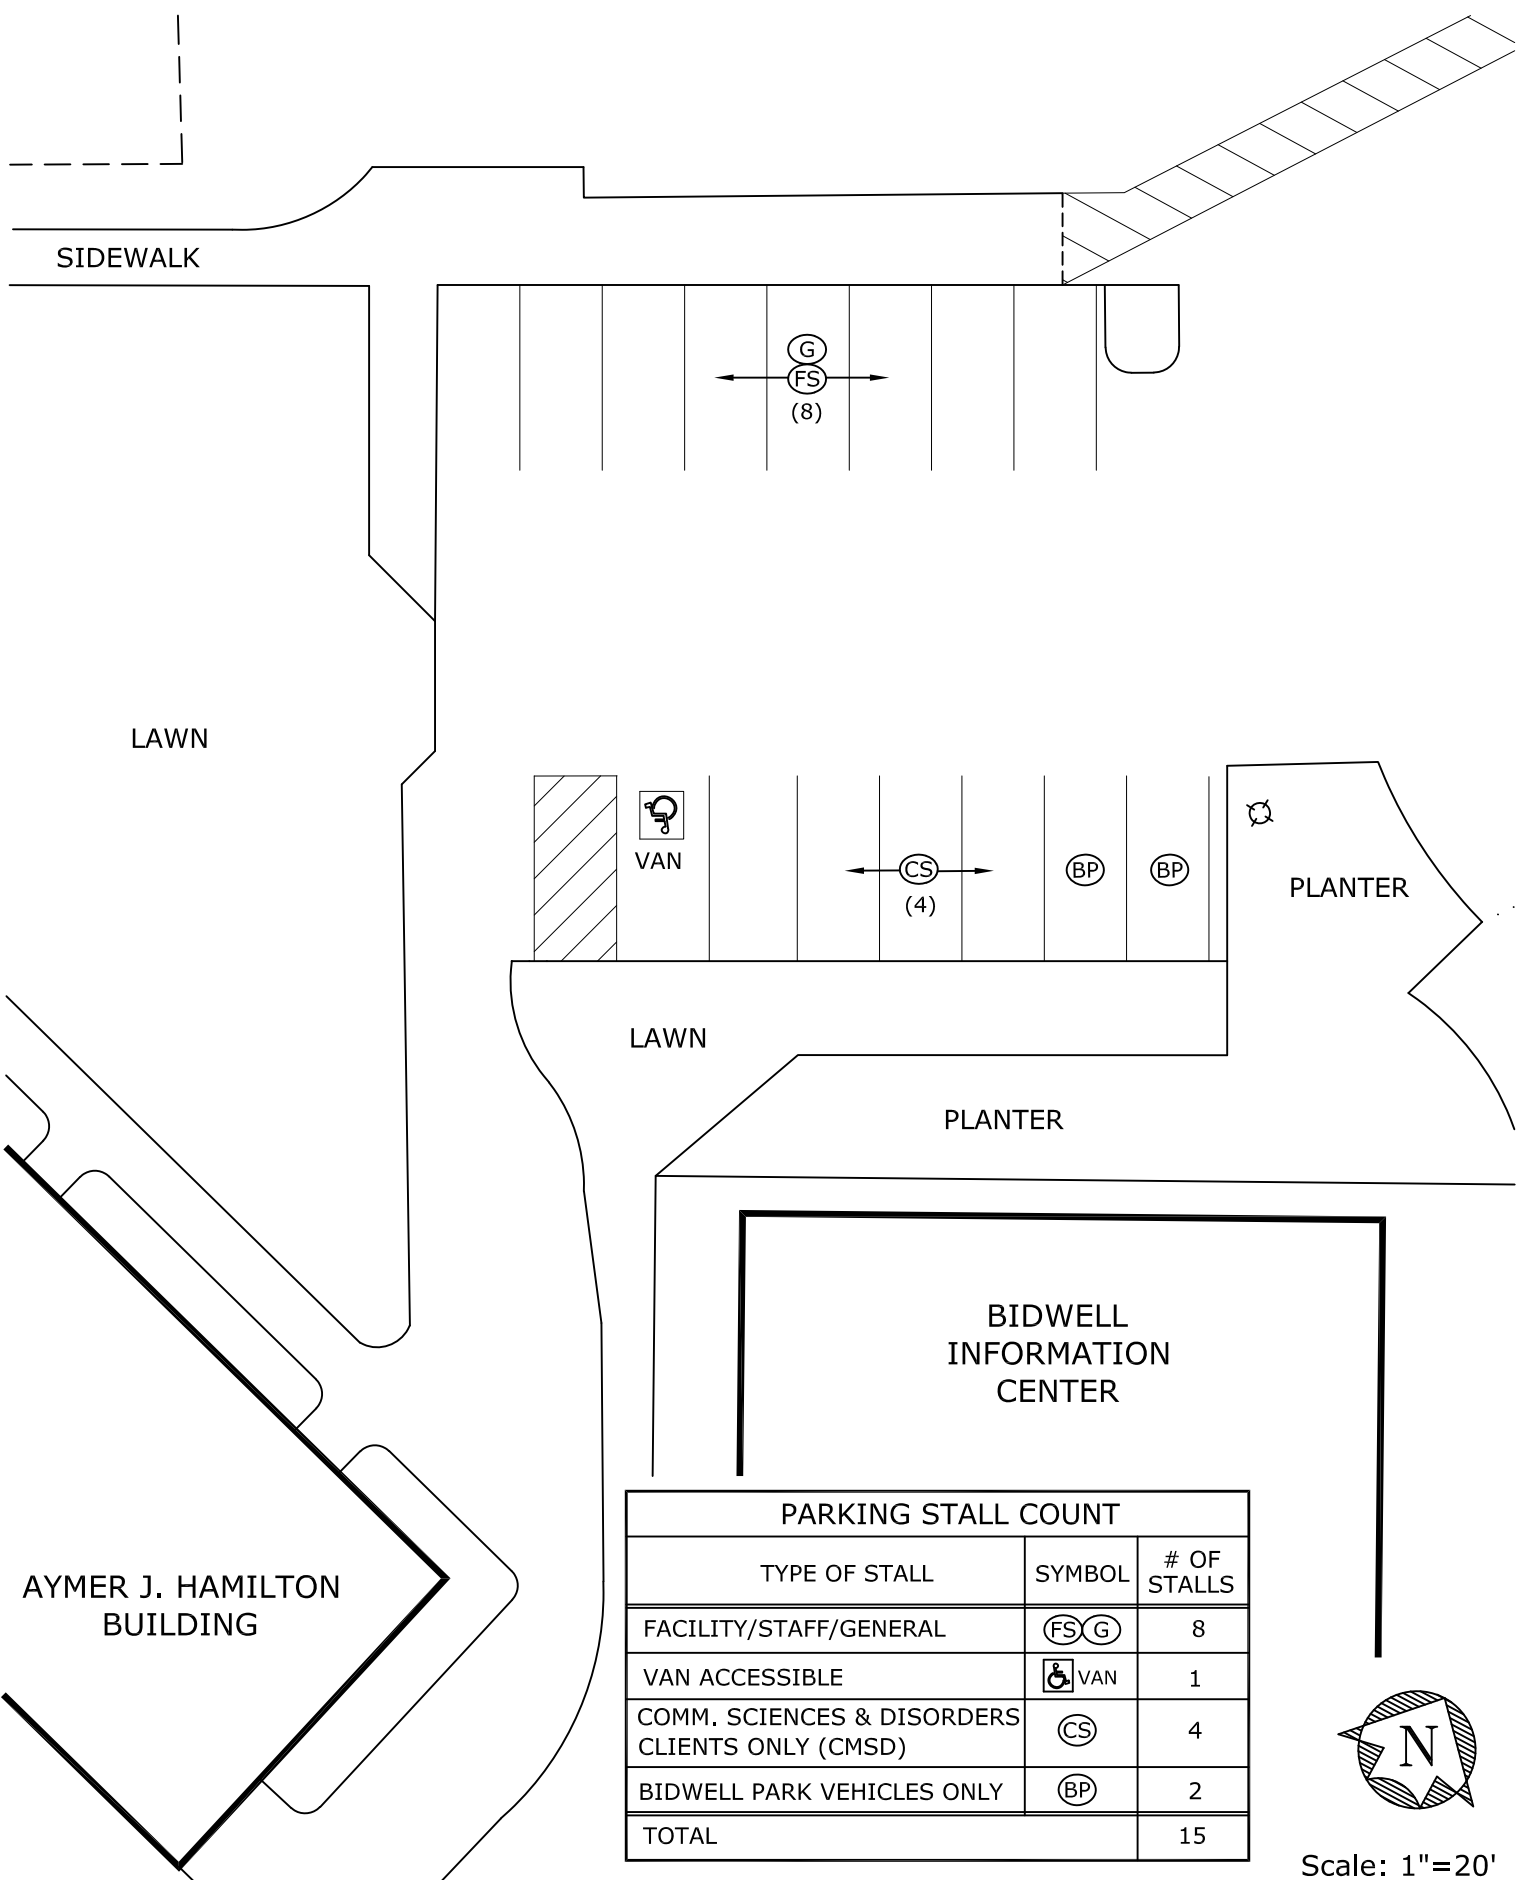 SIDEWALK
G
FS
(8)
LAWN
VAN
CS
(4)
BP
BP
PLANTER
LAWN
PLANTER
BIDWELL
INFORMATION
CENTER
AYMER J. HAMILTON
BUILDING
PARKING STALL COUNT
TYPE OF STALL SYMBOL # OF STALLS
FACILITY/STAFF/GENERAL FS G 8
VAN ACCESSIBLE VAN 1
COMM. SCIENCES & DISORDERS
CLIENTS ONLY (CMSD) CS 4
BIDWELL PARK VEHICLES ONLY BP 2
TOTAL 15
N
Scale: 1"=20'